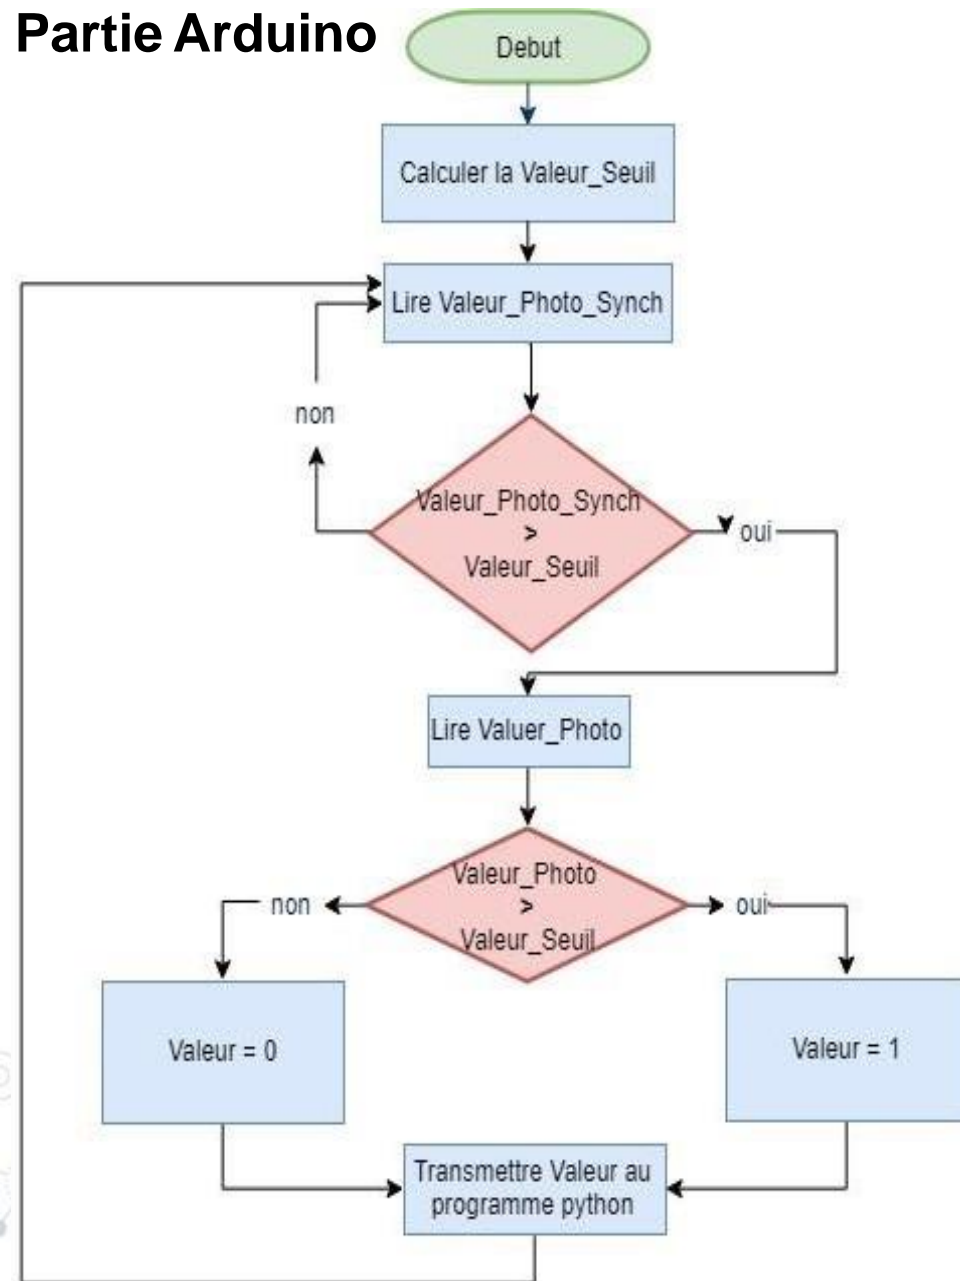 Partie Arduino
Debut
Calculer la Valeur_Seuil
Lire Valeur_Photo_Synch
non
Valeur_Photo_Synch
>
Valeur_Seuil
oui
Lire Valuer_Photo
Valeur_Photo
>
Valeur_Seuil
non
oui
Valeur = 0
Valeur = 1
Transmettre Valeur au
programme python